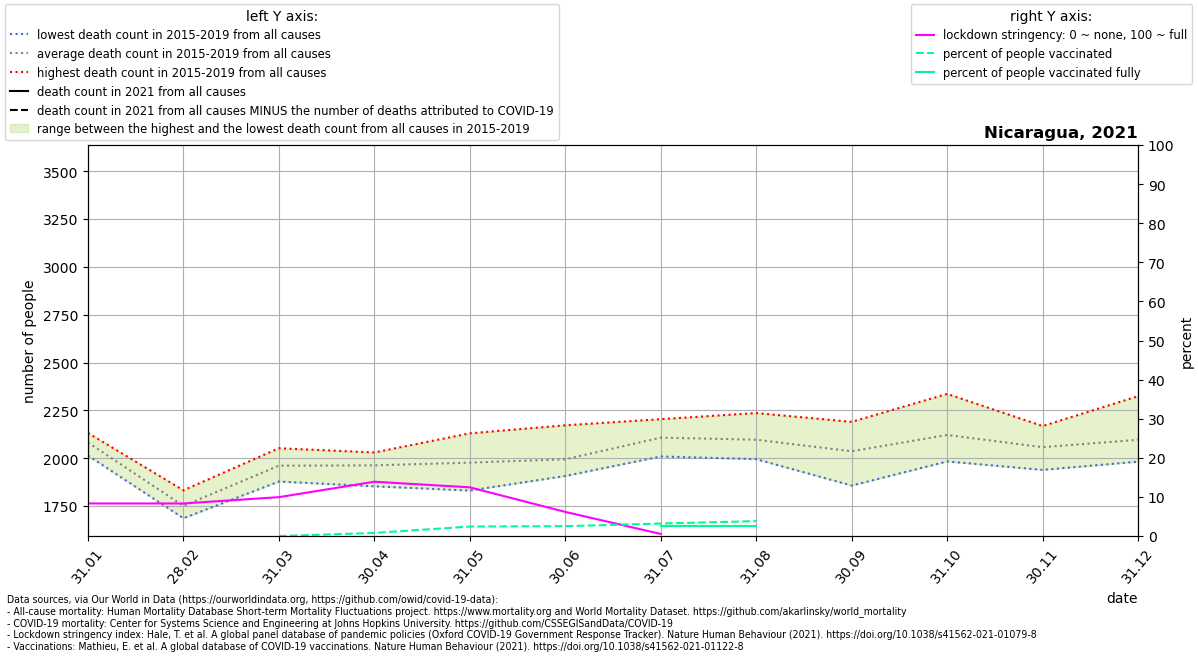 left Y axis:
lowest death count in 2015-2019 from all causes
average death count in 2015-2019 from all causes
highest death count in 2015-2019 from all causes
death count in 2021 from all causes
death count in 2021 from all causes MINUS the number of deaths attributed to COVID-19
range between the highest and the lowest death count from all causes in 2015-2019
right Y axis:
lockdown stringency: 0 ~ none, 100 ~ full
percent of people vaccinated
percent of people vaccinated fully
Nicaragua, 2021
number of people
3500
3250
3000
2750
2500
2250
2000
1750
percent
100
90
80
70
60
50
40
30
20
10
0
31.01
28.02
31.03
30.04
31.05
30.06
31.07
31.08
30.09
31.10
30.11
31.12
date
Data sources, via Our World in Data (https://ourworldindata.org, https://github.com/owid/covid-19-data):
- All-cause mortality: Human Mortality Database Short-term Mortality Fluctuations project. https://www.mortality.org and World Mortality Dataset. https://github.com/akarlinsky/world_mortality
- COVID-19 mortality: Center for Systems Science and Engineering at Johns Hopkins University. https://github.com/CSSEGISandData/COVID-19
- Lockdown stringency index: Hale, T. et al. A global panel database of pandemic policies (Oxford COVID-19 Government Response Tracker). Nature Human Behaviour (2021). https://doi.org/10.1038/s41562-021-01079-8
- Vaccinations: Mathieu, E. et al. A global database of COVID-19 vaccinations. Nature Human Behaviour (2021). https://doi.org/10.1038/s41562-021-01122-8